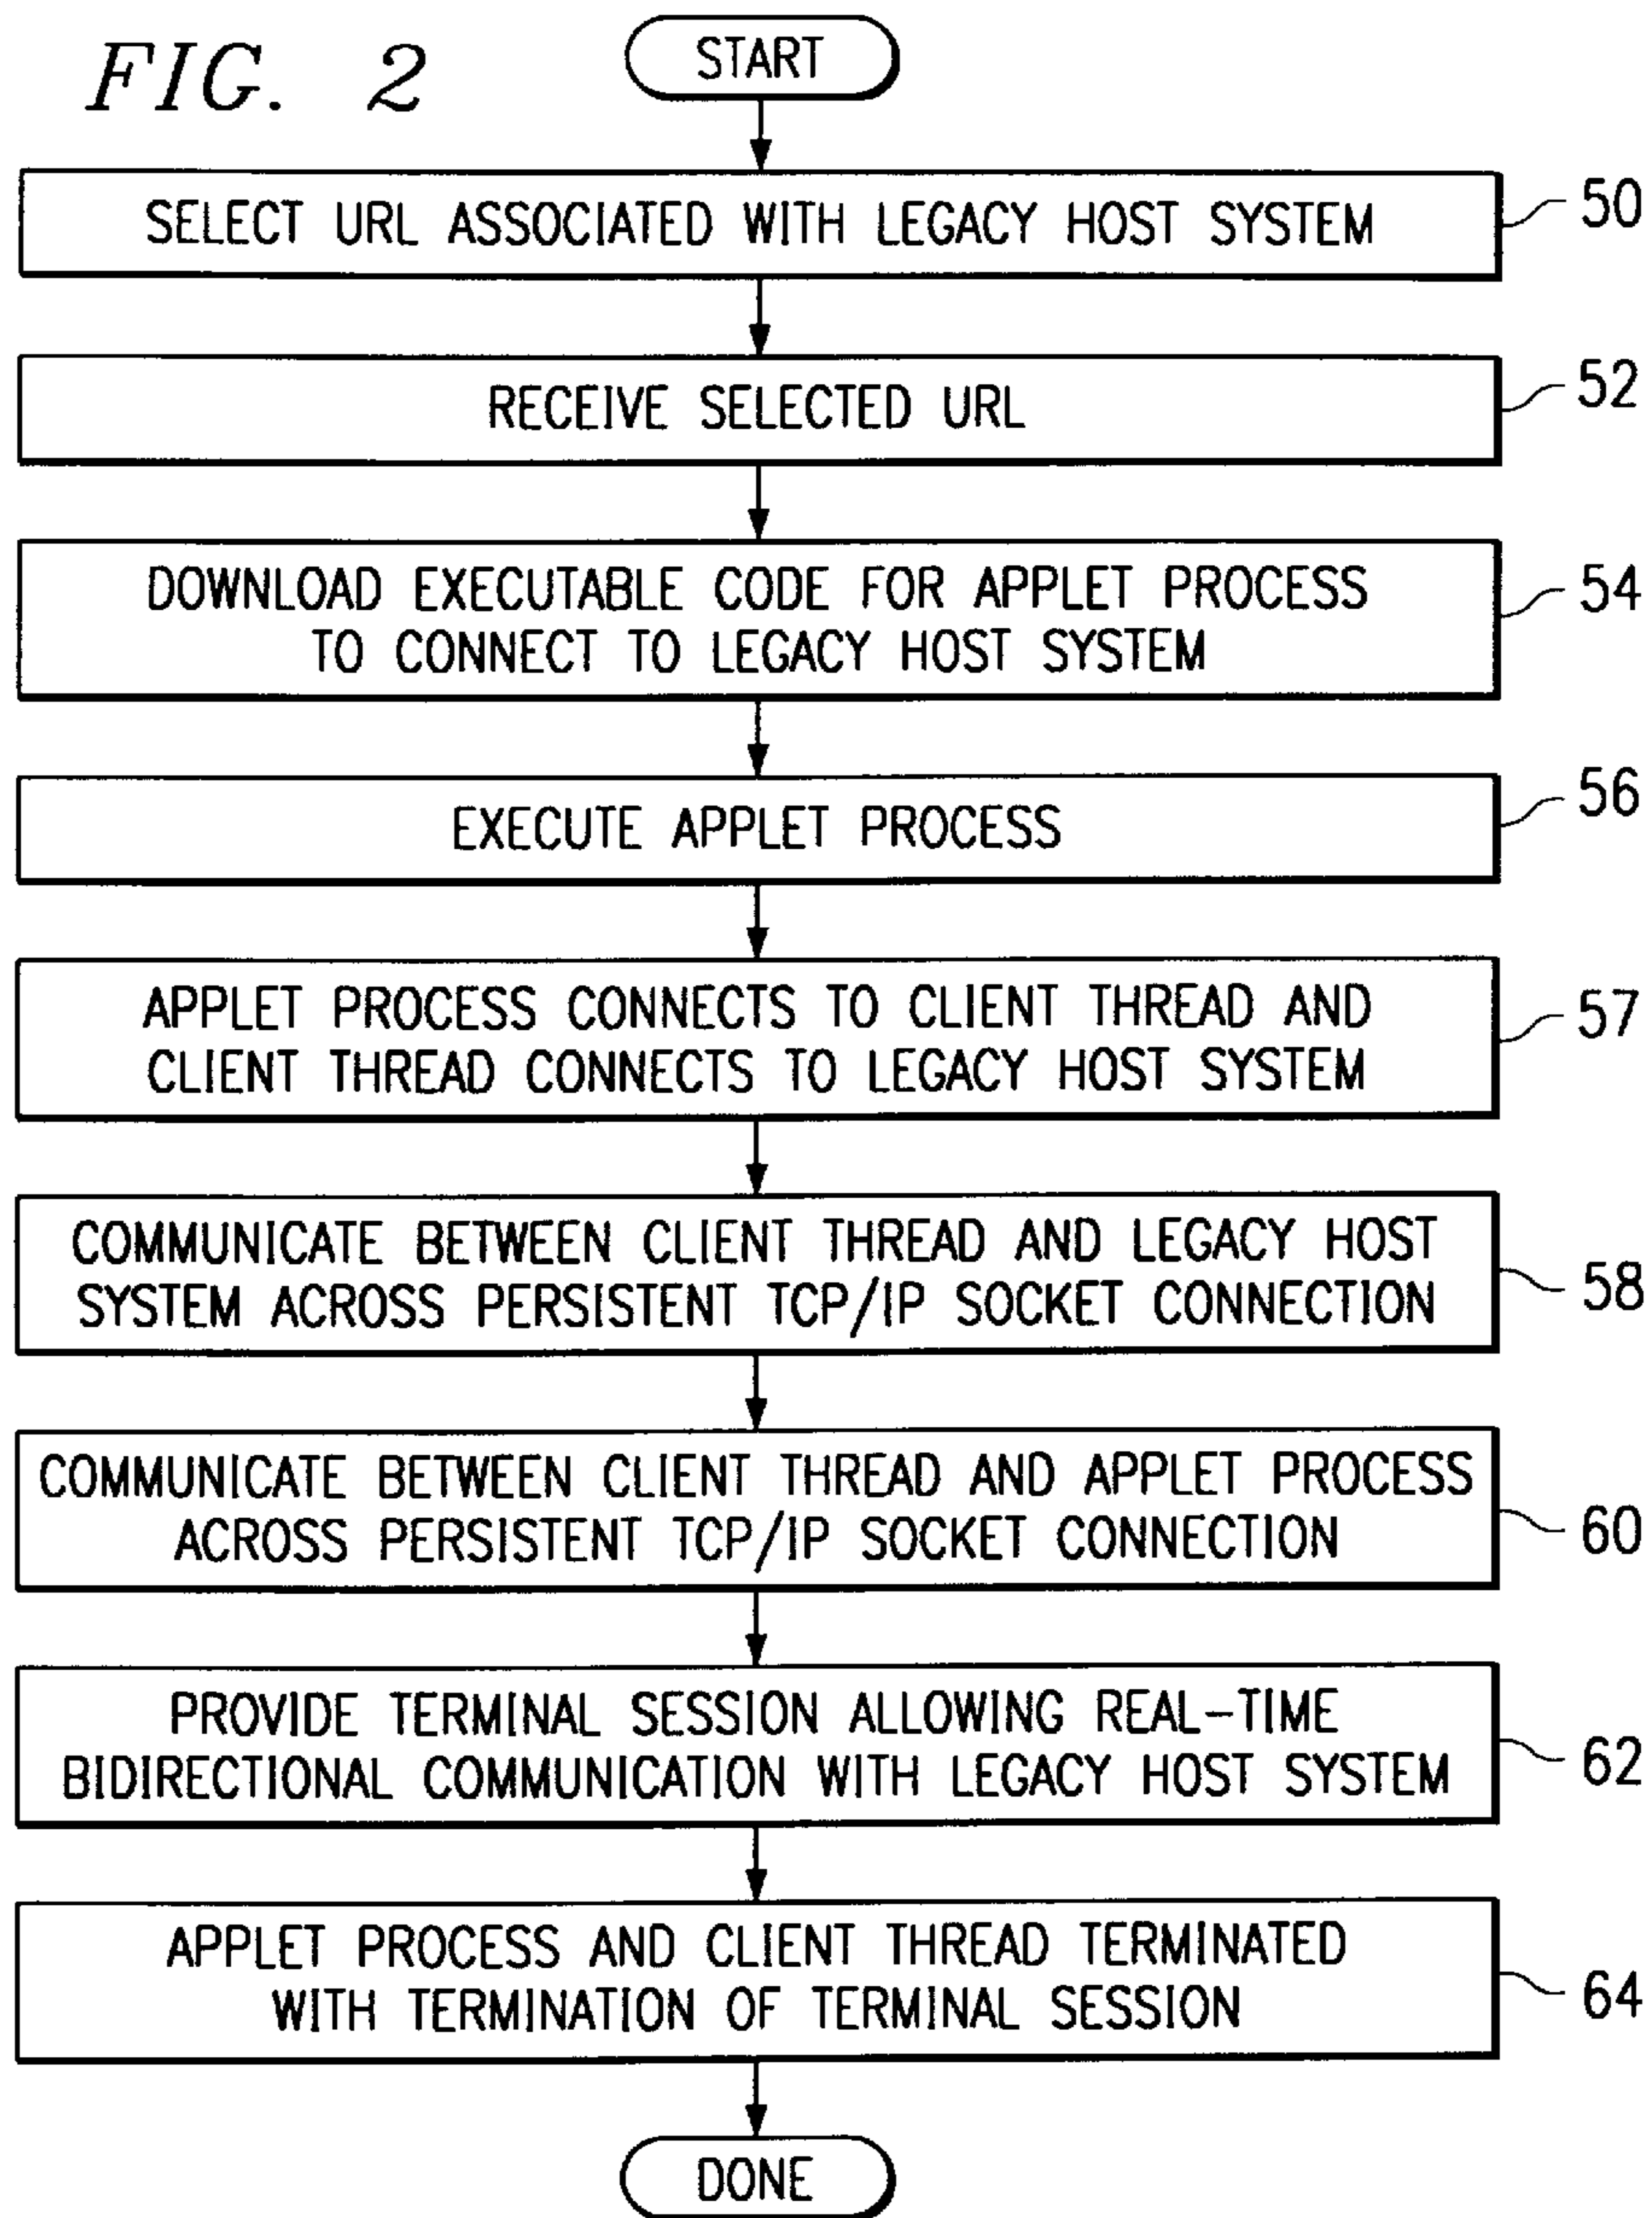 FIG. 2
START
SELECT URL ASSOCIATED WITH LEGACY HOST SYSTEM
50
RECEIVE SELECTED URL
52
DOWNLOAD EXECUTABLE CODE FOR APPLET PROCESS
TO CONNECT TO LEGACY HOST SYSTEM
54
EXECUTE APPLET PROCESS
56
APPLET PROCESS CONNECTS TO CLIENT THREAD AND
CLIENT THREAD CONNECTS TO LEGACY HOST SYSTEM
57
COMMUNICATE BETWEEN CLIENT THREAD AND LEGACY HOST
SYSTEM ACROSS PERSISTENT TCP/IP SOCKET CONNECTION
58
COMMUNICATE BETWEEN CLIENT THREAD AND APPLET PROCESS
ACROSS PERSISTENT TCP/IP SOCKET CONNECTION
60
PROVIDE TERMINAL SESSION ALLOWING REAL-TIME
BIDIRECTIONAL COMMUNICATION WITH LEGACY HOST SYSTEM
62
APPLET PROCESS AND CLIENT THREAD TERMINATED
WITH TERMINATION OF TERMINAL SESSION
64
DONE